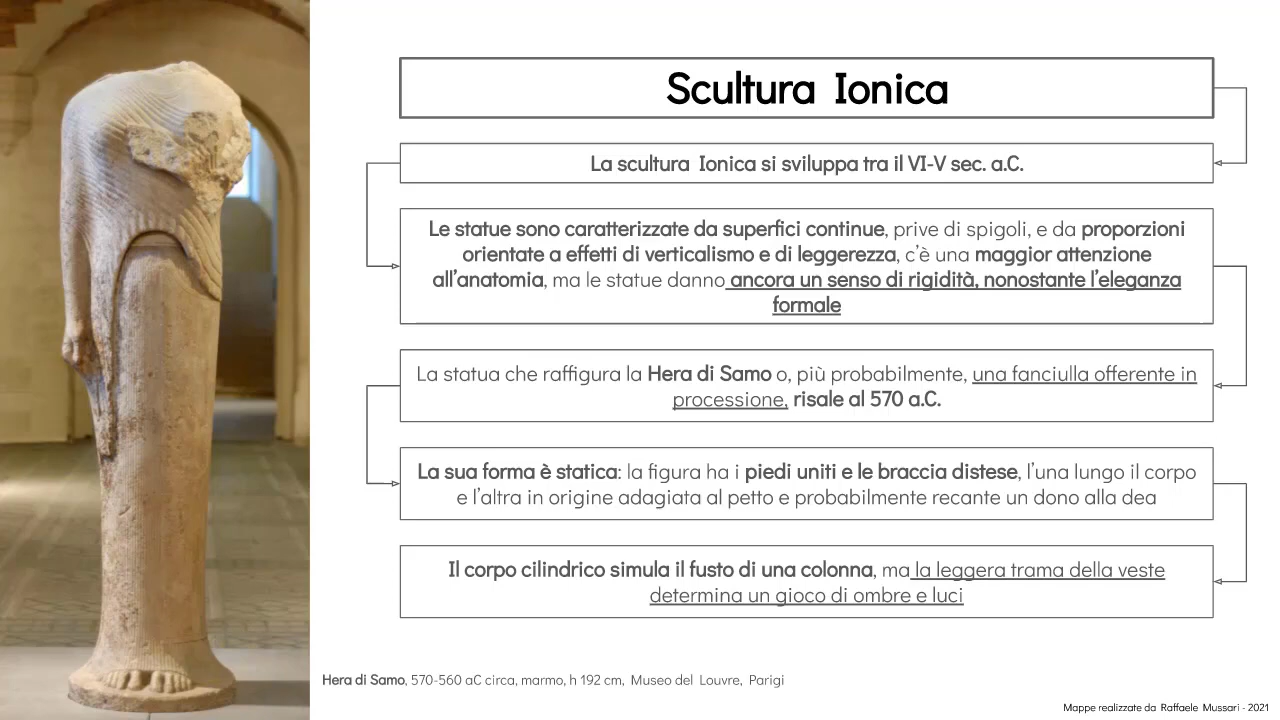 Scultura Ionica
La scultura Ionica si sviluppa tra il VI-V sec. a.C.
Le statue sono caratterizzate da superfici continue, prive di spigoli, e da proporzioni
orientate a effetti di verticalismo e di leggerezza, c'è una maggior attenzione
all'anatomia, ma le statue danno ancora un senso di rigidità, nonostante l'eleganza
formale
La statua che raffigura la Hera di Samo o, più probabilmente, una fanciulla offerente in
processione, risale al 570 a.C.
La sua forma è statica: la figura ha i piedi uniti e le braccia distese, l'una lungo il corpo
e l'altra in origine adagiata al petto e probabilmente recante un dono alla dea
Il corpo cilindrico simula il fusto di una colonna, ma la leggera trama della veste
determina un gioco di ombre e luci
Hera di Samo, 570-560 aC circa, marmo, h 192 cm, Museo del Louvre, Parigi
Mappe realizzate da Raffaele Mussari - 2021